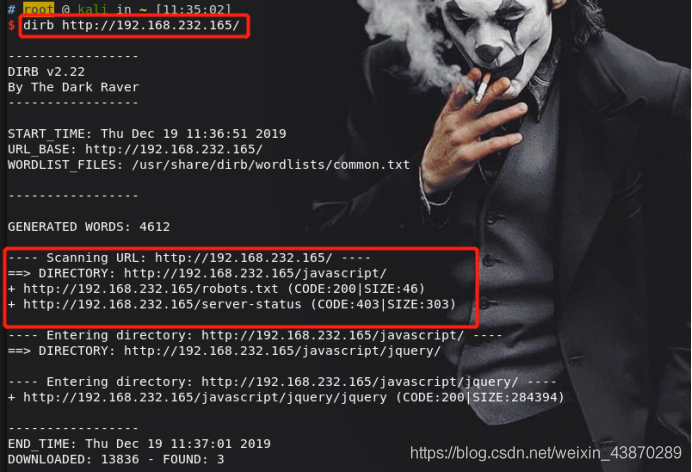 # root @ kali in ~ [11:35:02]
$ dirb http://192.168.232.165/
-----------------
DIRB v2.22
By The Dark Raver
-----------------
START_TIME: Thu Dec 19 11:36:51 2019
URL_BASE: http://192.168.232.165/
WORDLIST_FILES: /usr/share/dirb/wordlists/common.txt
-----------------
GENERATED WORDS: 4612
---- Scanning URL: http://192.168.232.165/ ----
==> DIRECTORY: http://192.168.232.165/javascript/
+ http://192.168.232.165/robots.txt (CODE:200|SIZE:46)
+ http://192.168.232.165/server-status (CODE:403|SIZE:303)
---- Entering directory: http://192.168.232.165/javascript/ ----
==> DIRECTORY: http://192.168.232.165/javascript/jquery/
---- Entering directory: http://192.168.232.165/javascript/jquery/ ----
+ http://192.168.232.165/javascript/jquery/jquery (CODE:200|SIZE:284394)
-----------------
END_TIME: Thu Dec 19 11:37:01 2019
DOWNLOADED: 13836 - FOUND: 3
https://blog.csdn.net/weixin_43870289